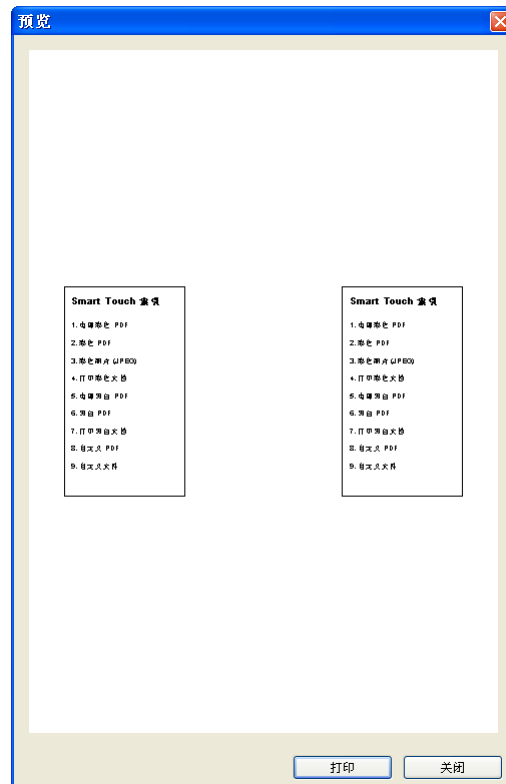 预览
Smart Touch
1.电邮彩色 PDF
2.彩色 PDF
3.彩色照片 (JPEG)
4.打印彩色文档
5.电邮黑白 PDF
6.黑白 PDF
7.打印黑白文档
8.自定义 PDF
9.自定义文件
Smart Touch
1.电邮彩色 PDF
2.彩色 PDF
3.彩色照片 (JPEG)
4.打印彩色文档
5.电邮黑白 PDF
6.黑白 PDF
7.打印黑白文档
8.自定义 PDF
9.自定义文件
打印
关闭